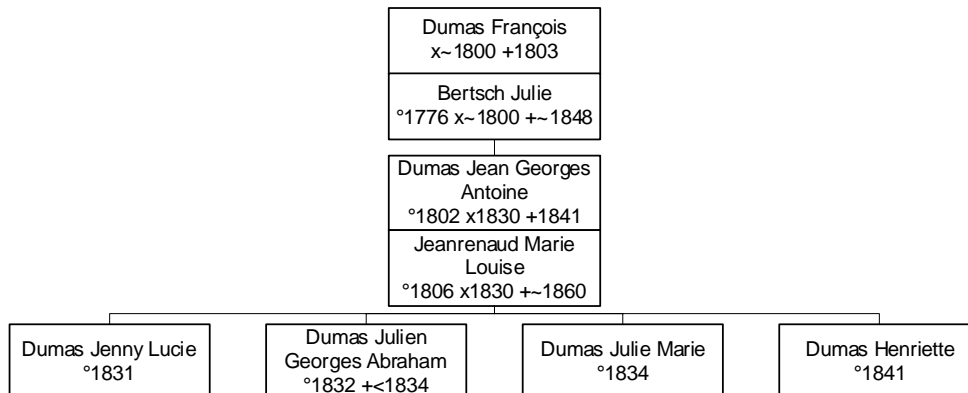 Dumas François
x~1800 +1803
Bertsch Julie
°1776 x~1800 +~1848
Dumas Jean Georges
Antoine
°1802 x1830 +1841
Jeanrenaud Marie
Louise
°1806 x1830 +~1860
Dumas Jenny Lucie
°1831
Dumas Julien
Georges Abraham
°1832 +<1834
Dumas Julie Marie
°1834
Dumas Henriette
°1841